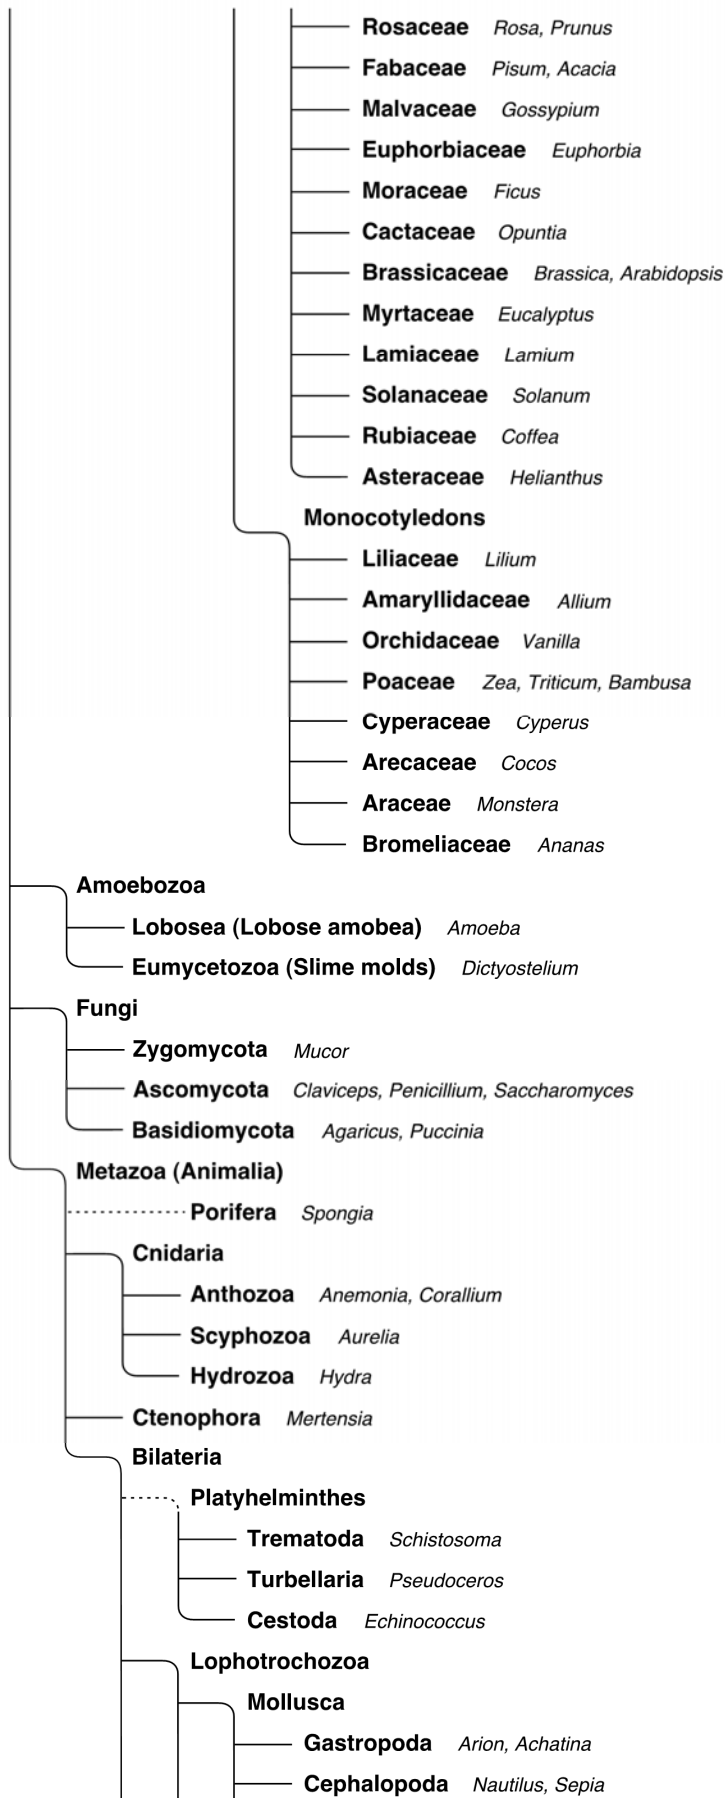 Rosaceae Rosa, Prunus
Fabaceae Pisum, Acacia
Malvaceae Gossypium
Euphorbiaceae Euphorbia
Moraceae Ficus
Cactaceae Opuntia
Brassicaceae Brassica, Arabidopsis
Myrtaceae Eucalyptus
Lamiaceae Lamium
Solanaceae Solanum
Rubiaceae Coffea
Asteraceae Helianthus
Monocotyledons
Liliaceae Lilium
Amaryllidaceae Allium
Orchidaceae Vanilla
Poaceae Zea, Triticum, Bambusa
Cyperaceae Cyperus
Arecaceae Cocos
Araceae Monstera
Bromeliaceae Ananas
Amoebozoa
Lobosea (Lobose amobea) Amoeba
Eumycetozoa (Slime molds) Dictyostelium
Fungi
Zygomycota Mucor
Ascomycota Claviceps, Penicillium, Saccharomyces
Basidiomycota Agaricus, Puccinia
Metazoa (Animalia)
Porifera Spongia
Cnidaria
Anthozoa Anemonia, Corallium
Scyphozoa Aurelia
Hydrozoa Hydra
Ctenophora Mertensia
Bilateria
Platyhelminthes
Trematoda Schistosoma
Turbellaria Pseudoceros
Cestoda Echinococcus
Lophotrochozoa
Mollusca
Gastropoda Arion, Achatina
Cephalopoda Nautilus, Sepia